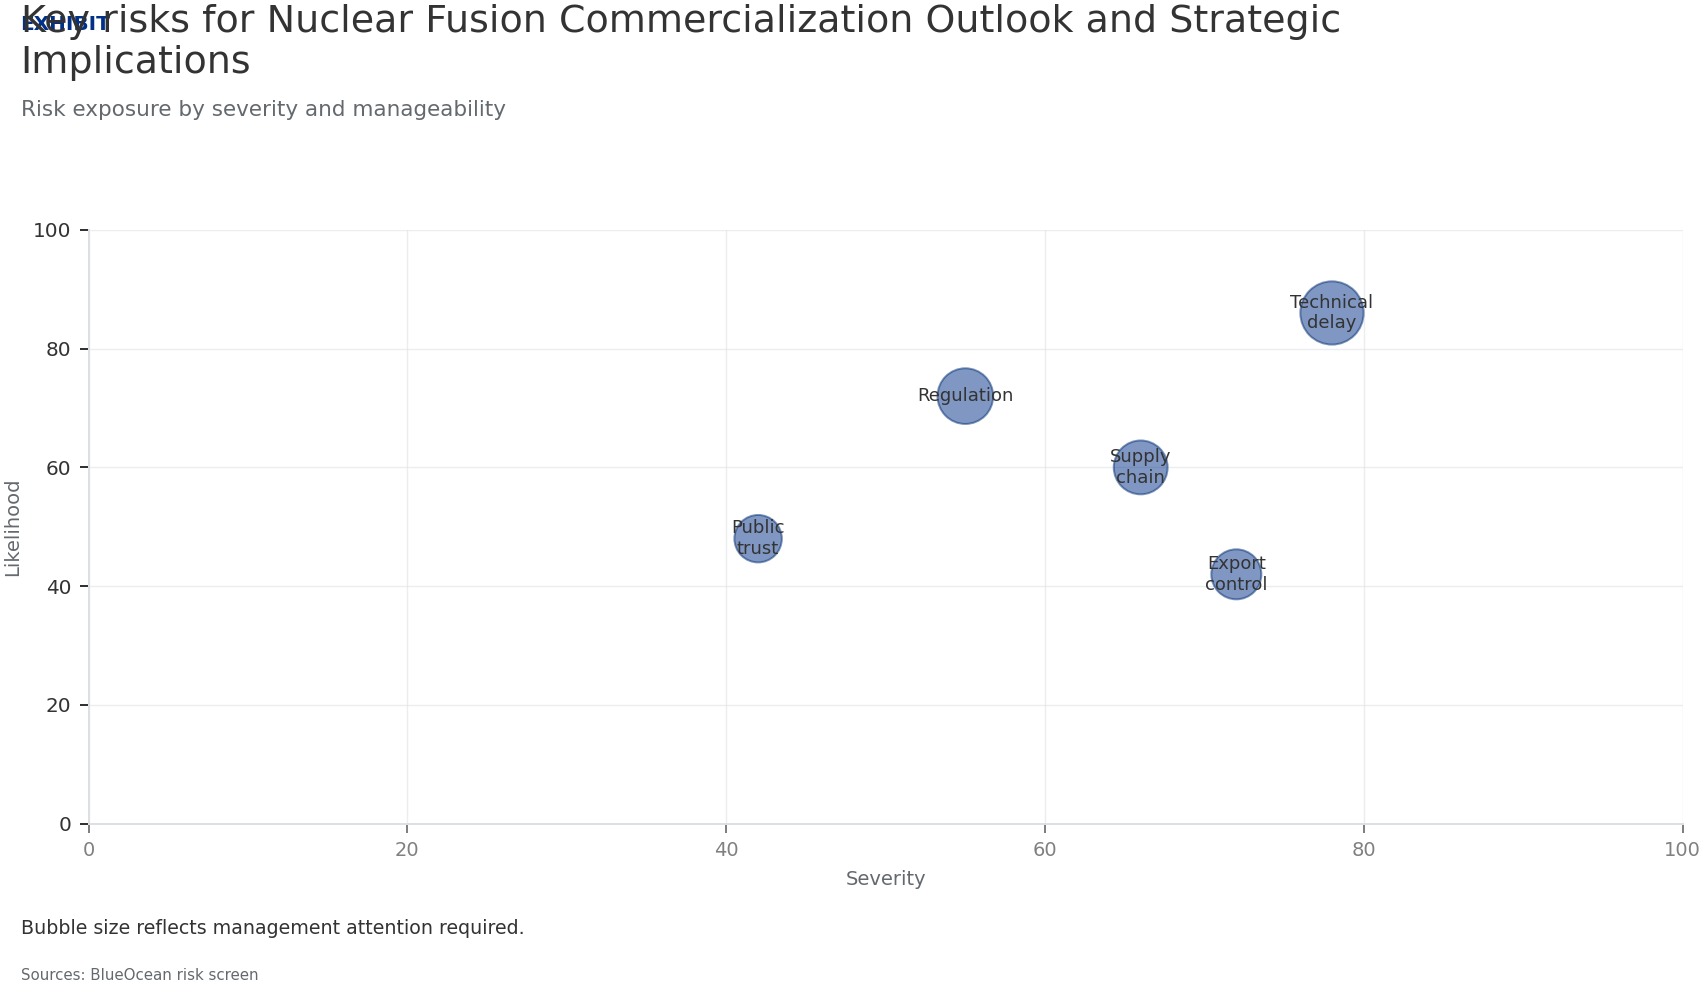 EXHIBIT
Key risks for Nuclear Fusion Commercialization Outlook and Strategic
Implications
Risk exposure by severity and manageability
100
80
60
40
20
0
Likelihood
Technical
delay
Regulation
Supply
chain
Public
trust
Export
control
0
20
40
60
80
100
Severity
Bubble size reflects management attention required.
Sources: BlueOcean risk screen